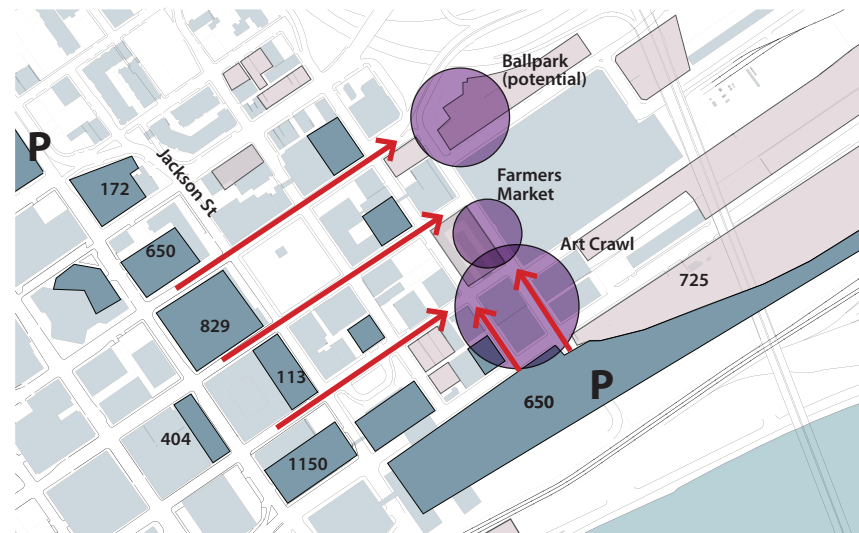 Ballpark
(potential)
P
Jackson St
172
Farmers
Market
650
Art Crawl
725
829
113
P
650
404
1150